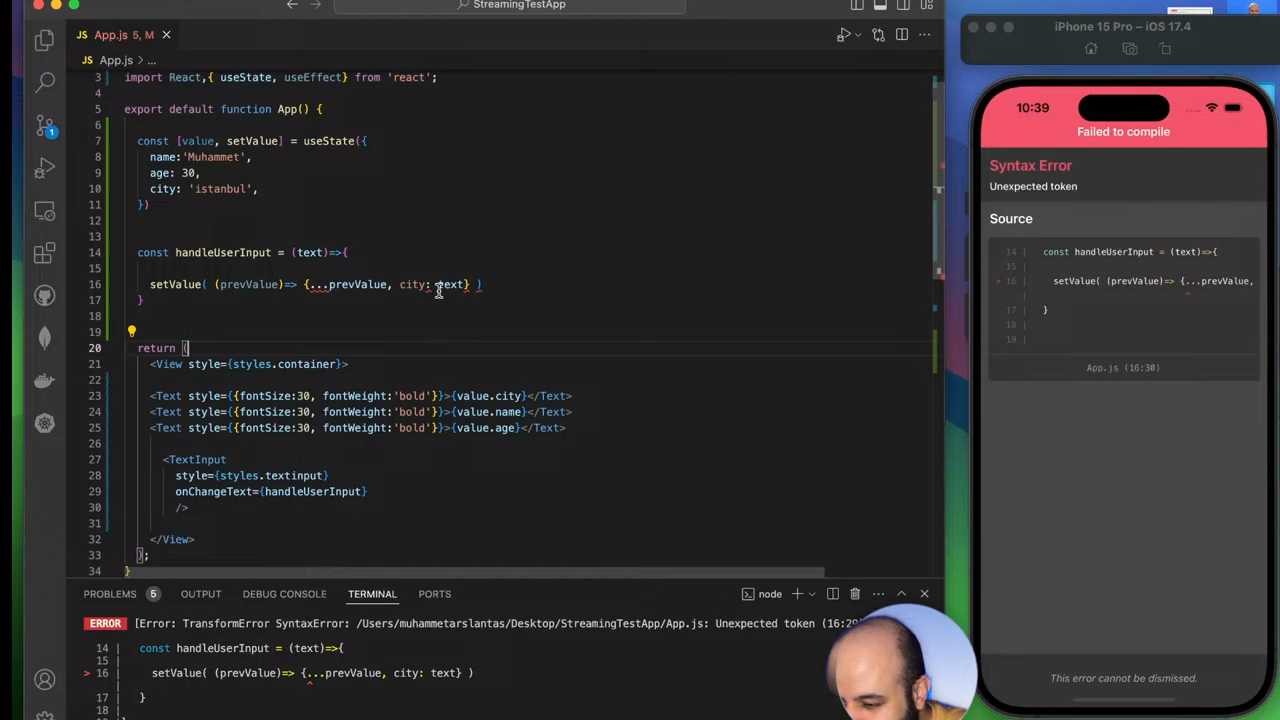 StreamingTestApp
iPhone 15 Pro – iOS 17.4
JS App.js 5, M
JS App.js > ...
3 import React,{ useState, useEffect} from 'react';
4
5 export default function App() {
6
7 const [value, setValue] = useState({
8 name:'Muhammet',
9 age: 30,
10 city: 'istanbul',
11 })
12
13
14 const handleUserInput = (text)=>{
15
16 setValue( (prevValue)=> {...prevValue, city: text} )
17 }
18
19
20 return (
21 <View style={styles.container}>
22
23 <Text style={{fontSize:30, fontWeight:'bold'}}>{value.city}</Text>
24 <Text style={{fontSize:30, fontWeight:'bold'}}>{value.name}</Text>
25 <Text style={{fontSize:30, fontWeight:'bold'}}>{value.age}</Text>
26
27 <TextInput
28 style={styles.textinput}
29 onChangeText={handleUserInput}
30 />
31
32 </View>
33 );
34 }
1
PROBLEMS 5 OUTPUT DEBUG CONSOLE TERMINAL PORTS
node
ERROR [Error: TransformError SyntaxError: /Users/muhammetarslantas/Desktop/StreamingTestApp/App.js: Unexpected token (16:29)
14 | const handleUserInput = (text)=>{
15 |
> 16 | setValue( (prevValue)=> {...prevValue, city: text} )
| ^
17 | }
18 |
10:39
Failed to compile
Syntax Error
Unexpected token
Source
14 | const handleUserInput = (text)=>{
15 |
> 16 | setValue( (prevValue)=> {...prevValue,
| ^
17 | }
18 |
19 |
App.js (16:30)
This error cannot be dismissed.